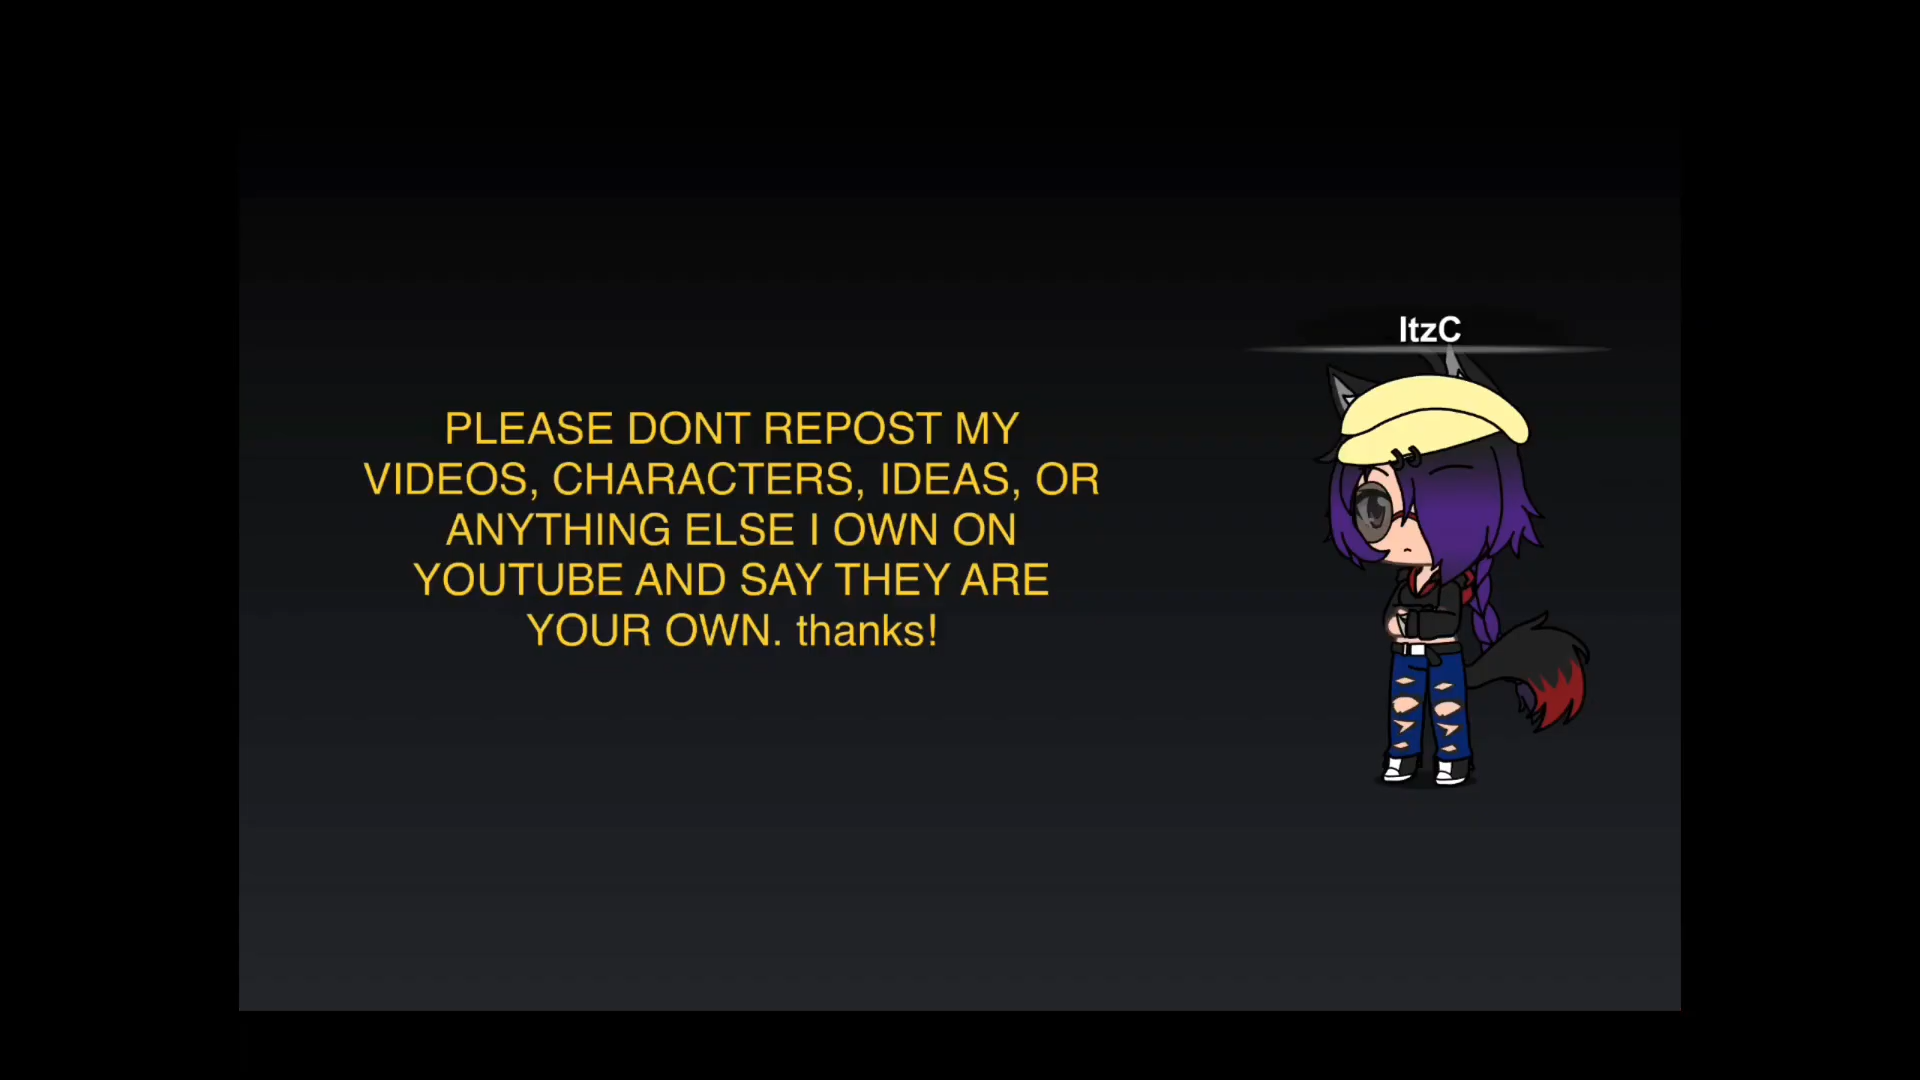 ItzC
PLEASE DONT REPOST MY
VIDEOS, CHARACTERS, IDEAS, OR
ANYTHING ELSE I OWN ON
YOUTUBE AND SAY THEY ARE
YOUR OWN. thanks!